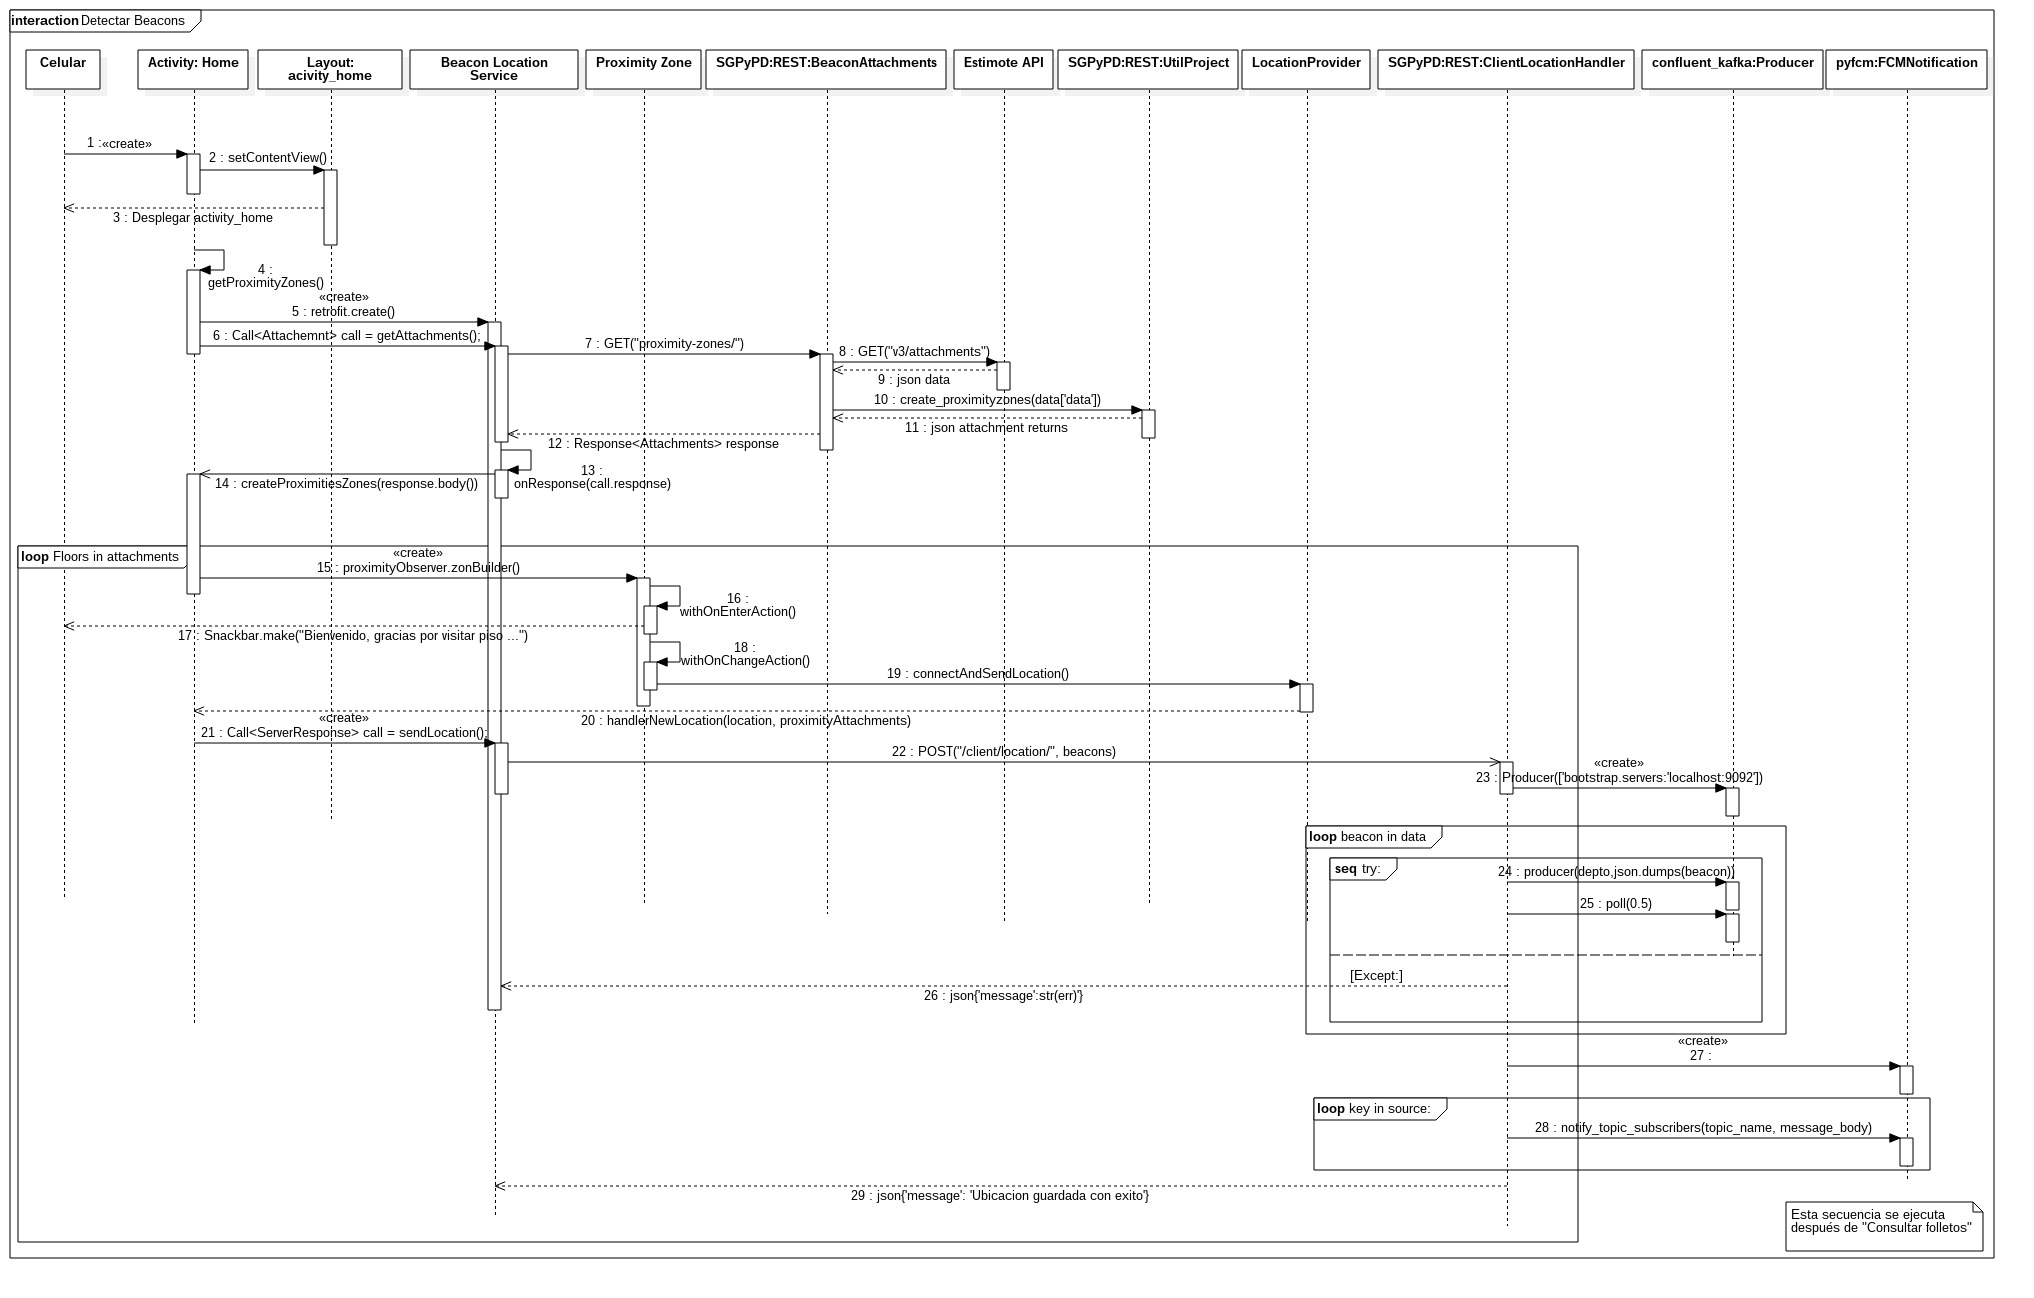 interaction Detectar Beacons
Celular
Activity: Home
Layout:
acivity_home
Beacon Location
Service
Proximity Zone
SGPyPD:REST:BeaconAttachments
Estimote API
SGPyPD:REST:UtilProject
LocationProvider
SGPyPD:REST:ClientLocationHandler
confluent_kafka:Producer
pyfcm:FCMNotification
1 : «create»
2 : setContentView()
3 : Desplegar activity_home
4 :
getProximityZones()
«create»
5 : retrofit.create()
6 : Call<Attachemnt> call = getAttachments();
7 : GET("proximity-zones/")
8 : GET("v3/attachments")
9 : json data
10 : create_proximityzones(data['data'])
11 : json attachment returns
12 : Response<Attachments> response
13 :
onResponse(call.response)
14 : createProximitiesZones(response.body())
loop Floors in attachments
«create»
15 : proximityObserver.zonBuilder()
16 :
withOnEnterAction()
17 : Snackbar.make("Bienvenido, gracias por visitar piso ...")
18 :
withOnChangeAction()
19 : connectAndSendLocation()
20 : handlerNewLocation(location, proximityAttachments)
«create»
21 : Call<ServerResponse> call = sendLocation();
22 : POST("/client/location/", beacons)
«create»
23 : Producer(['bootstrap.servers:'localhost:9092'])
loop beacon in data
seq try:
24 : producer(depto,json.dumps(beacon))
25 : poll(0.5)
[Except:]
26 : json{'message':str(err)'}
«create»
27 :
loop key in source:
28 : notify_topic_subscribers(topic_name, message_body)
29 : json{'message': 'Ubicacion guardada con exito'}
Esta secuencia se ejecuta
después de "Consultar folletos"